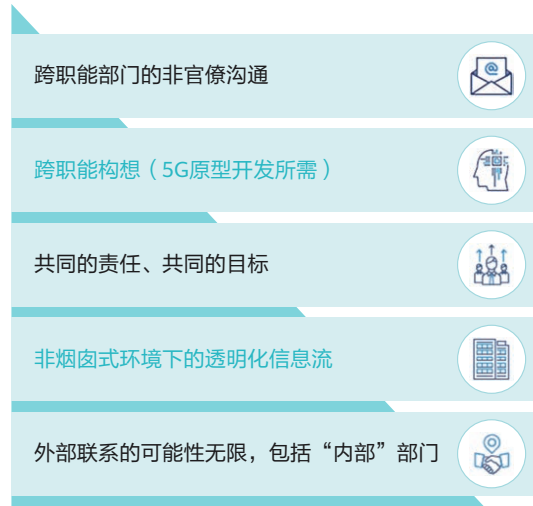 跨职能部门的非官僚沟通
跨职能构想（5G原型开发所需）
共同的责任、共同的目标
非烟囱式环境下的透明化信息流
外部联系的可能性无限，包括“内部”部门